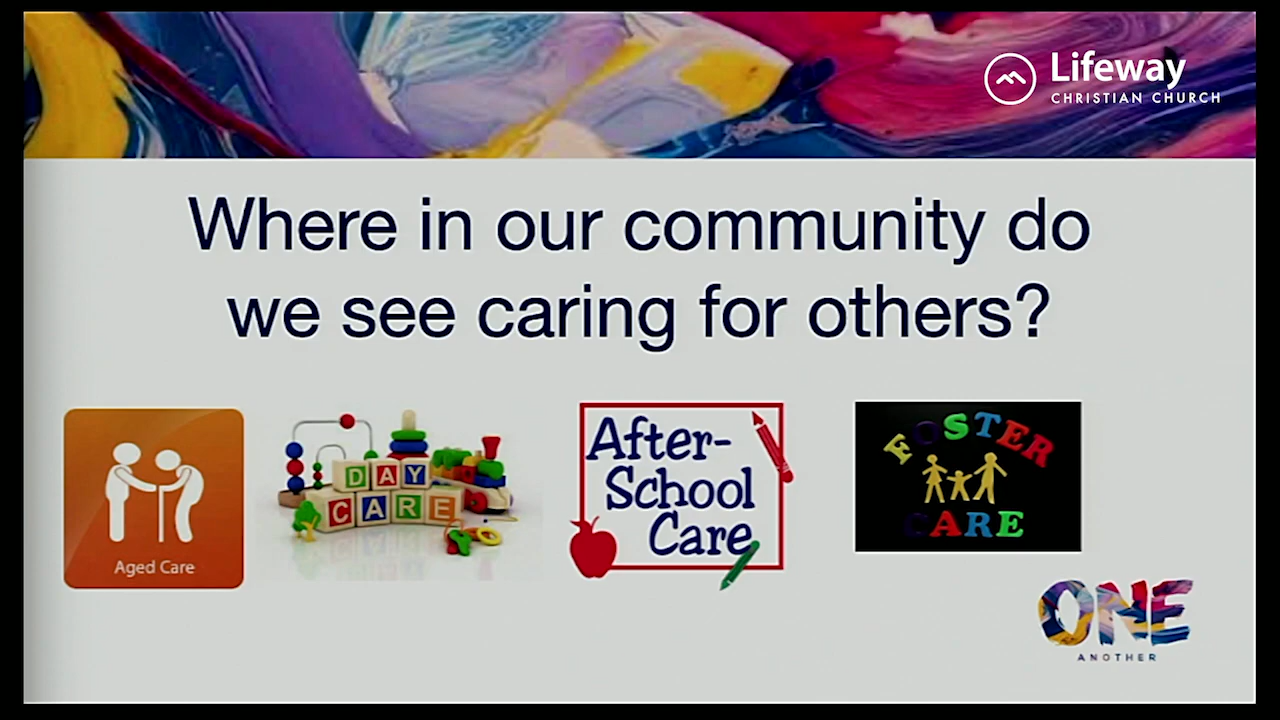 Lifeway
CHRISTIAN CHURCH
Where in our community do
we see caring for others?
Aged Care
DAY
CARE
After-
School
Care
FOSTER
CARE
ONE
ANOTHER